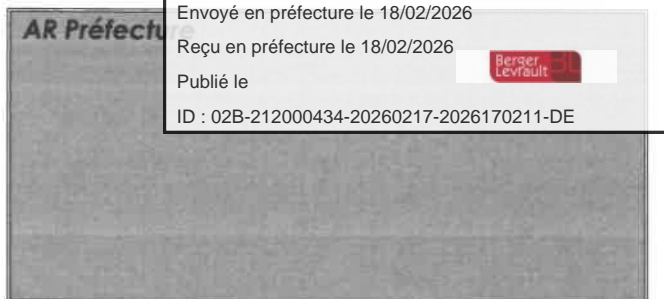 Envoyé en préfecture le 18/02/2026
AR Préfectu
Reçu en préfecture le 18/02/2026
Berger
Levrault
Publié le
ID : 02B-212000434-20260217-2026170211-DE